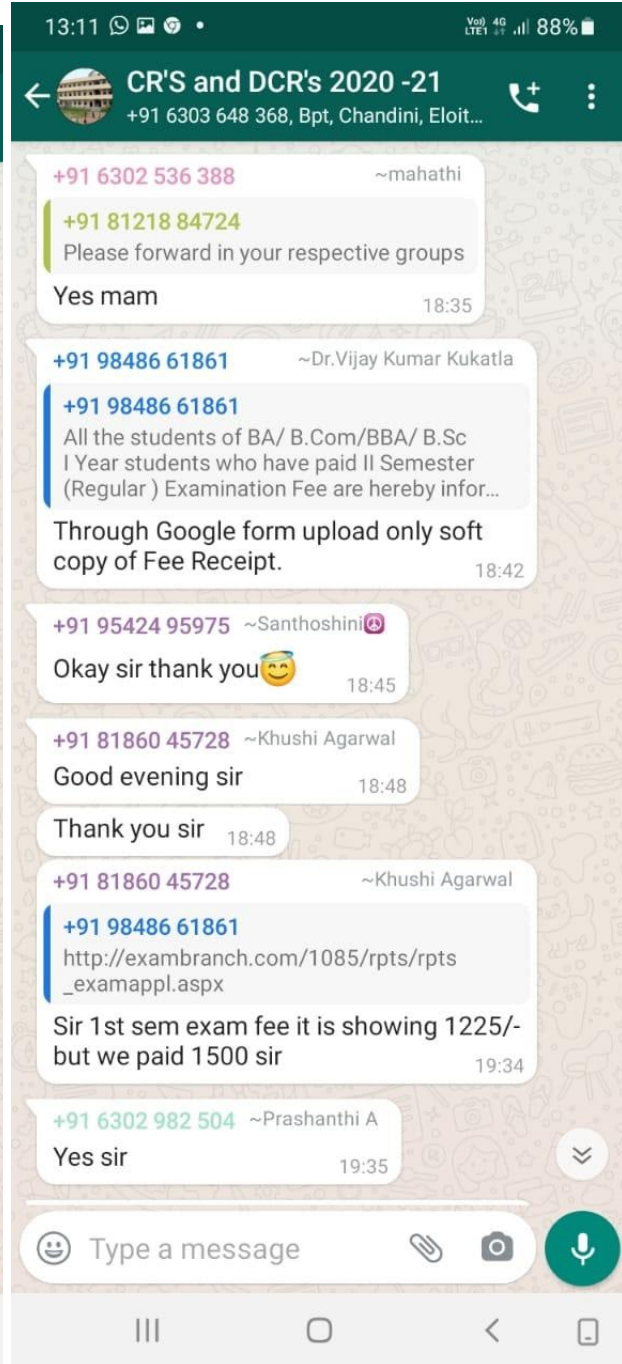 13:11 Vo) 4G LTE1 88%
CR'S and DCR's 2020 -21
+91 6303 648 368, Bpt, Chandini, Eloit...
+91 6302 536 388 ~mahathi
+91 81218 84724
Please forward in your respective groups
Yes mam 18:35
+91 98486 61861 ~Dr.Vijay Kumar Kukatla
+91 98486 61861
All the students of BA/ B.Com/BBA/ B.Sc
I Year students who have paid II Semester
(Regular ) Examination Fee are hereby infor...
Through Google form upload only soft
copy of Fee Receipt. 18:42
+91 95424 95975 ~Santhoshini☮
Okay sir thank you😇 18:45
+91 81860 45728 ~Khushi Agarwal
Good evening sir 18:48
Thank you sir 18:48
+91 81860 45728 ~Khushi Agarwal
+91 98486 61861
http://exambranch.com/1085/rpts/rpts
_examappl.aspx
Sir 1st sem exam fee it is showing 1225/-
but we paid 1500 sir 19:34
+91 6302 982 504 ~Prashanthi A
Yes sir 19:35
Type a message